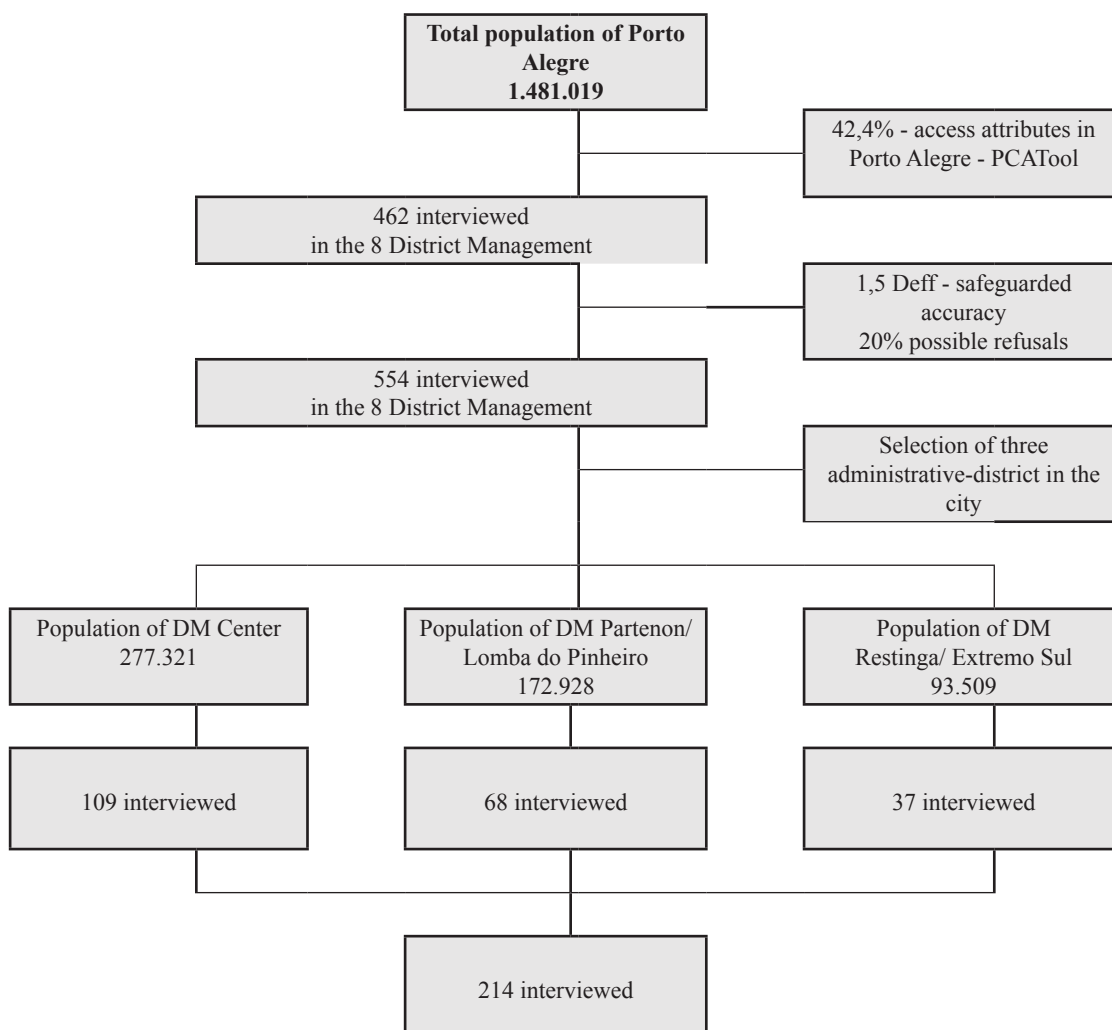 Total population of Porto
Alegre
1.481.019
42,4% - access attributes in
Porto Alegre - PCATool
462 interviewed
in the 8 District Management
1,5 Deff - safeguarded
accuracy
20% possible refusals
554 interviewed
in the 8 District Management
Selection of three
administrative-district in the
city
Population of DM Center
277.321
Population of DM Partenon/
Lomba do Pinheiro
172.928
Population of DM
Restinga/ Extremo Sul
93.509
109 interviewed
68 interviewed
37 interviewed
214 interviewed